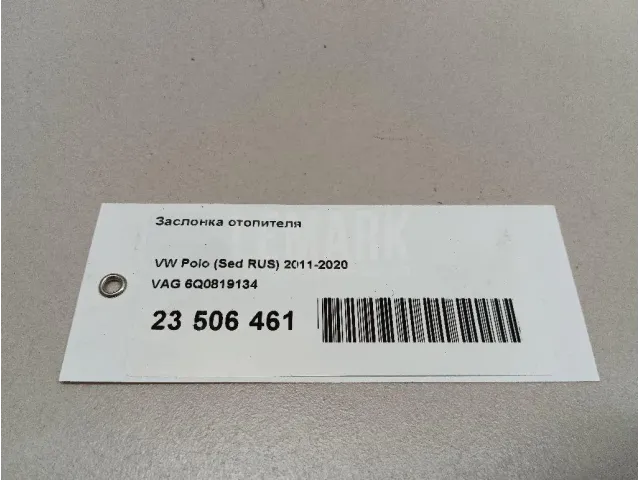 Заслонка отопителя
VW Polo (Sed RUS) 2011-2020
VAG 6Q0819134
23 506 461